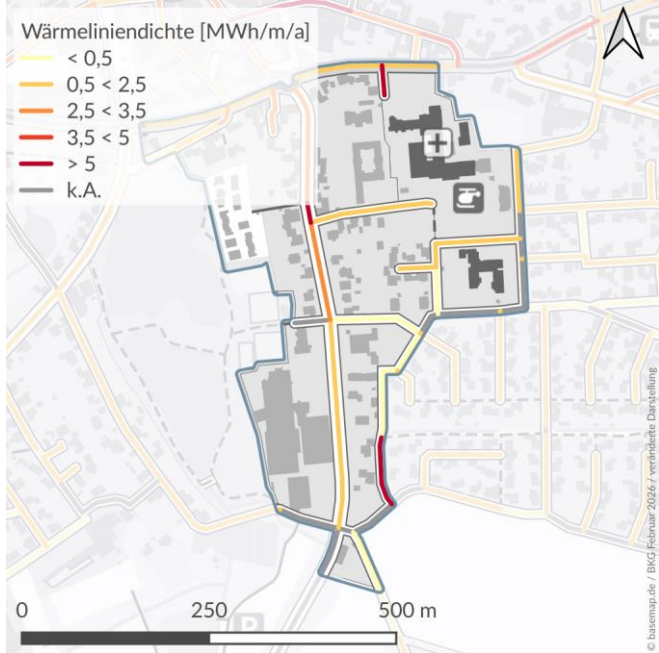 Wärmeliniendichte [MWh/m/a]
< 0,5
0,5 < 2,5
2,5 < 3,5
3,5 < 5
> 5
k.A.
0 250 500 m
P
© basemap.de / BKG Februar 2026 / veränderte Darstellung